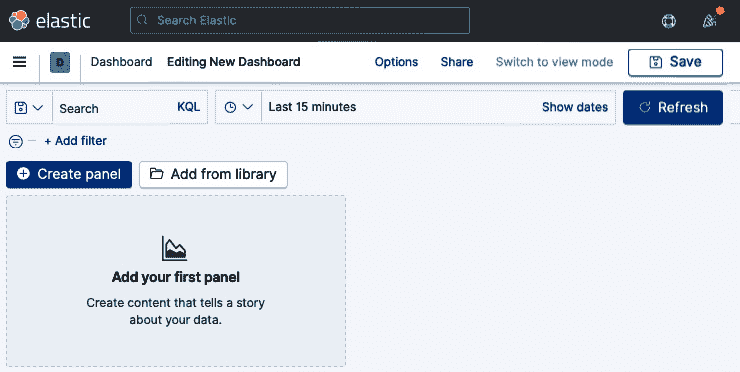 elastic Search Elastic
D Dashboard Editing New Dashboard Options Share Switch to view mode Save
Search KQL Last 15 minutes Show dates Refresh
+ Add filter
Create panel Add from library
Add your first panel
Create content that tells a story
about your data.